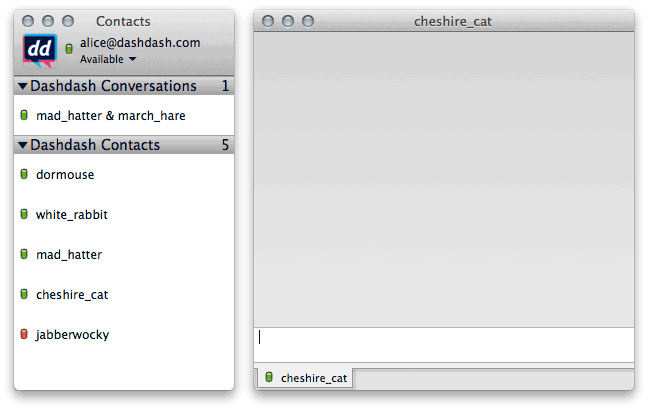 Contacts
dd
alice@dashdash.com
Available
Dashdash Conversations 1
mad_hatter & march_hare
Dashdash Contacts 5
dormouse
white_rabbit
mad_hatter
cheshire_cat
jabberwocky
cheshire_cat
cheshire_cat